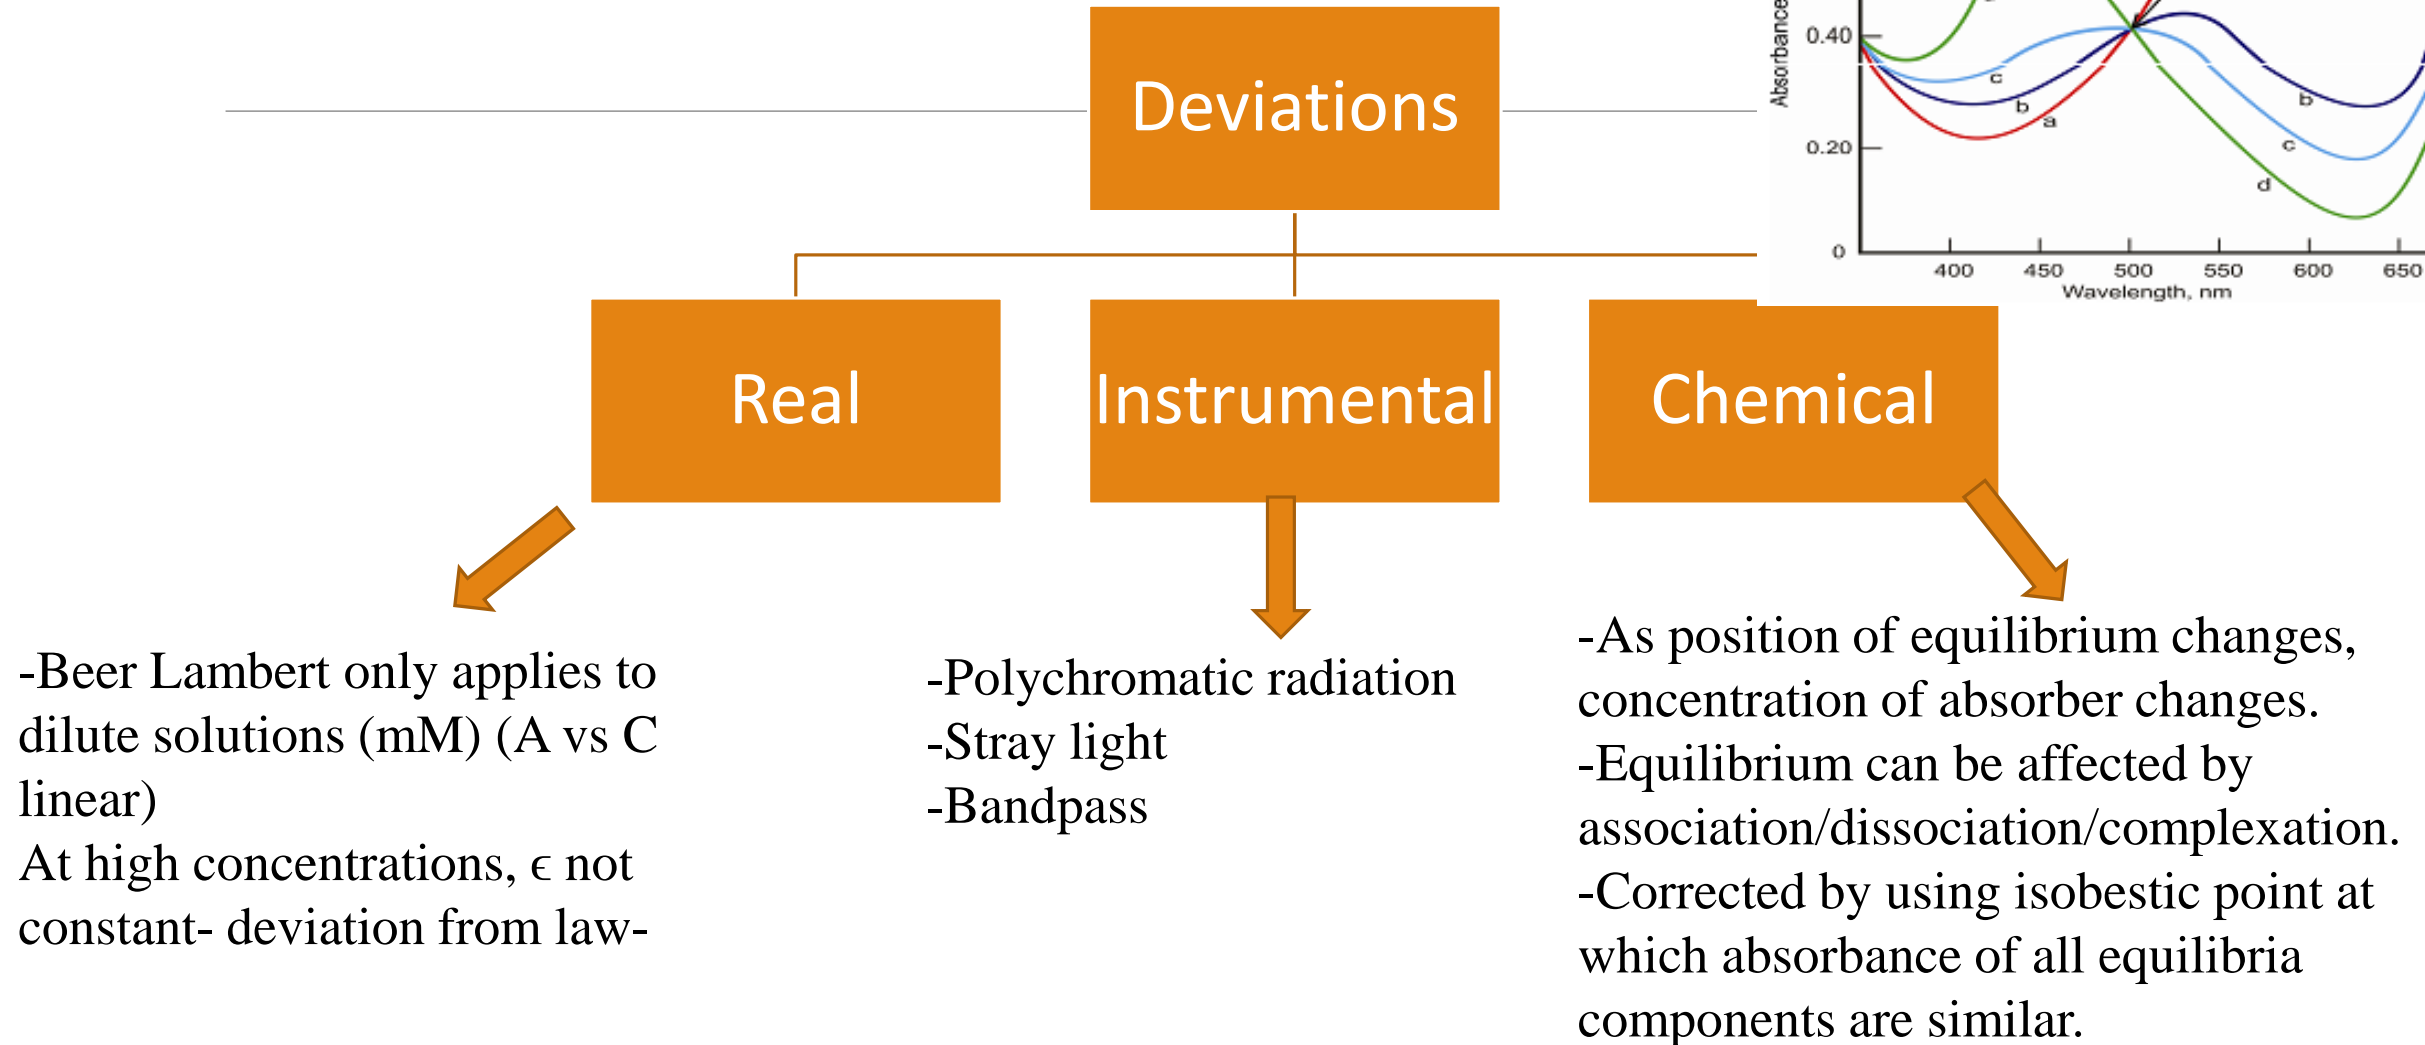 Deviations
Absorbance
0.40
0.20
0
c
b
a
b
c
d
400 450 500 550 600 650
Wavelength, nm
Real
Instrumental
Chemical
-Beer Lambert only applies to
dilute solutions (mM) (A vs C
linear)
At high concentrations, ϵ not
constant- deviation from law-
-Polychromatic radiation
-Stray light
-Bandpass
-As position of equilibrium changes,
concentration of absorber changes.
-Equilibrium can be affected by
association/dissociation/complexation.
-Corrected by using isobestic point at
which absorbance of all equilibria
components are similar.